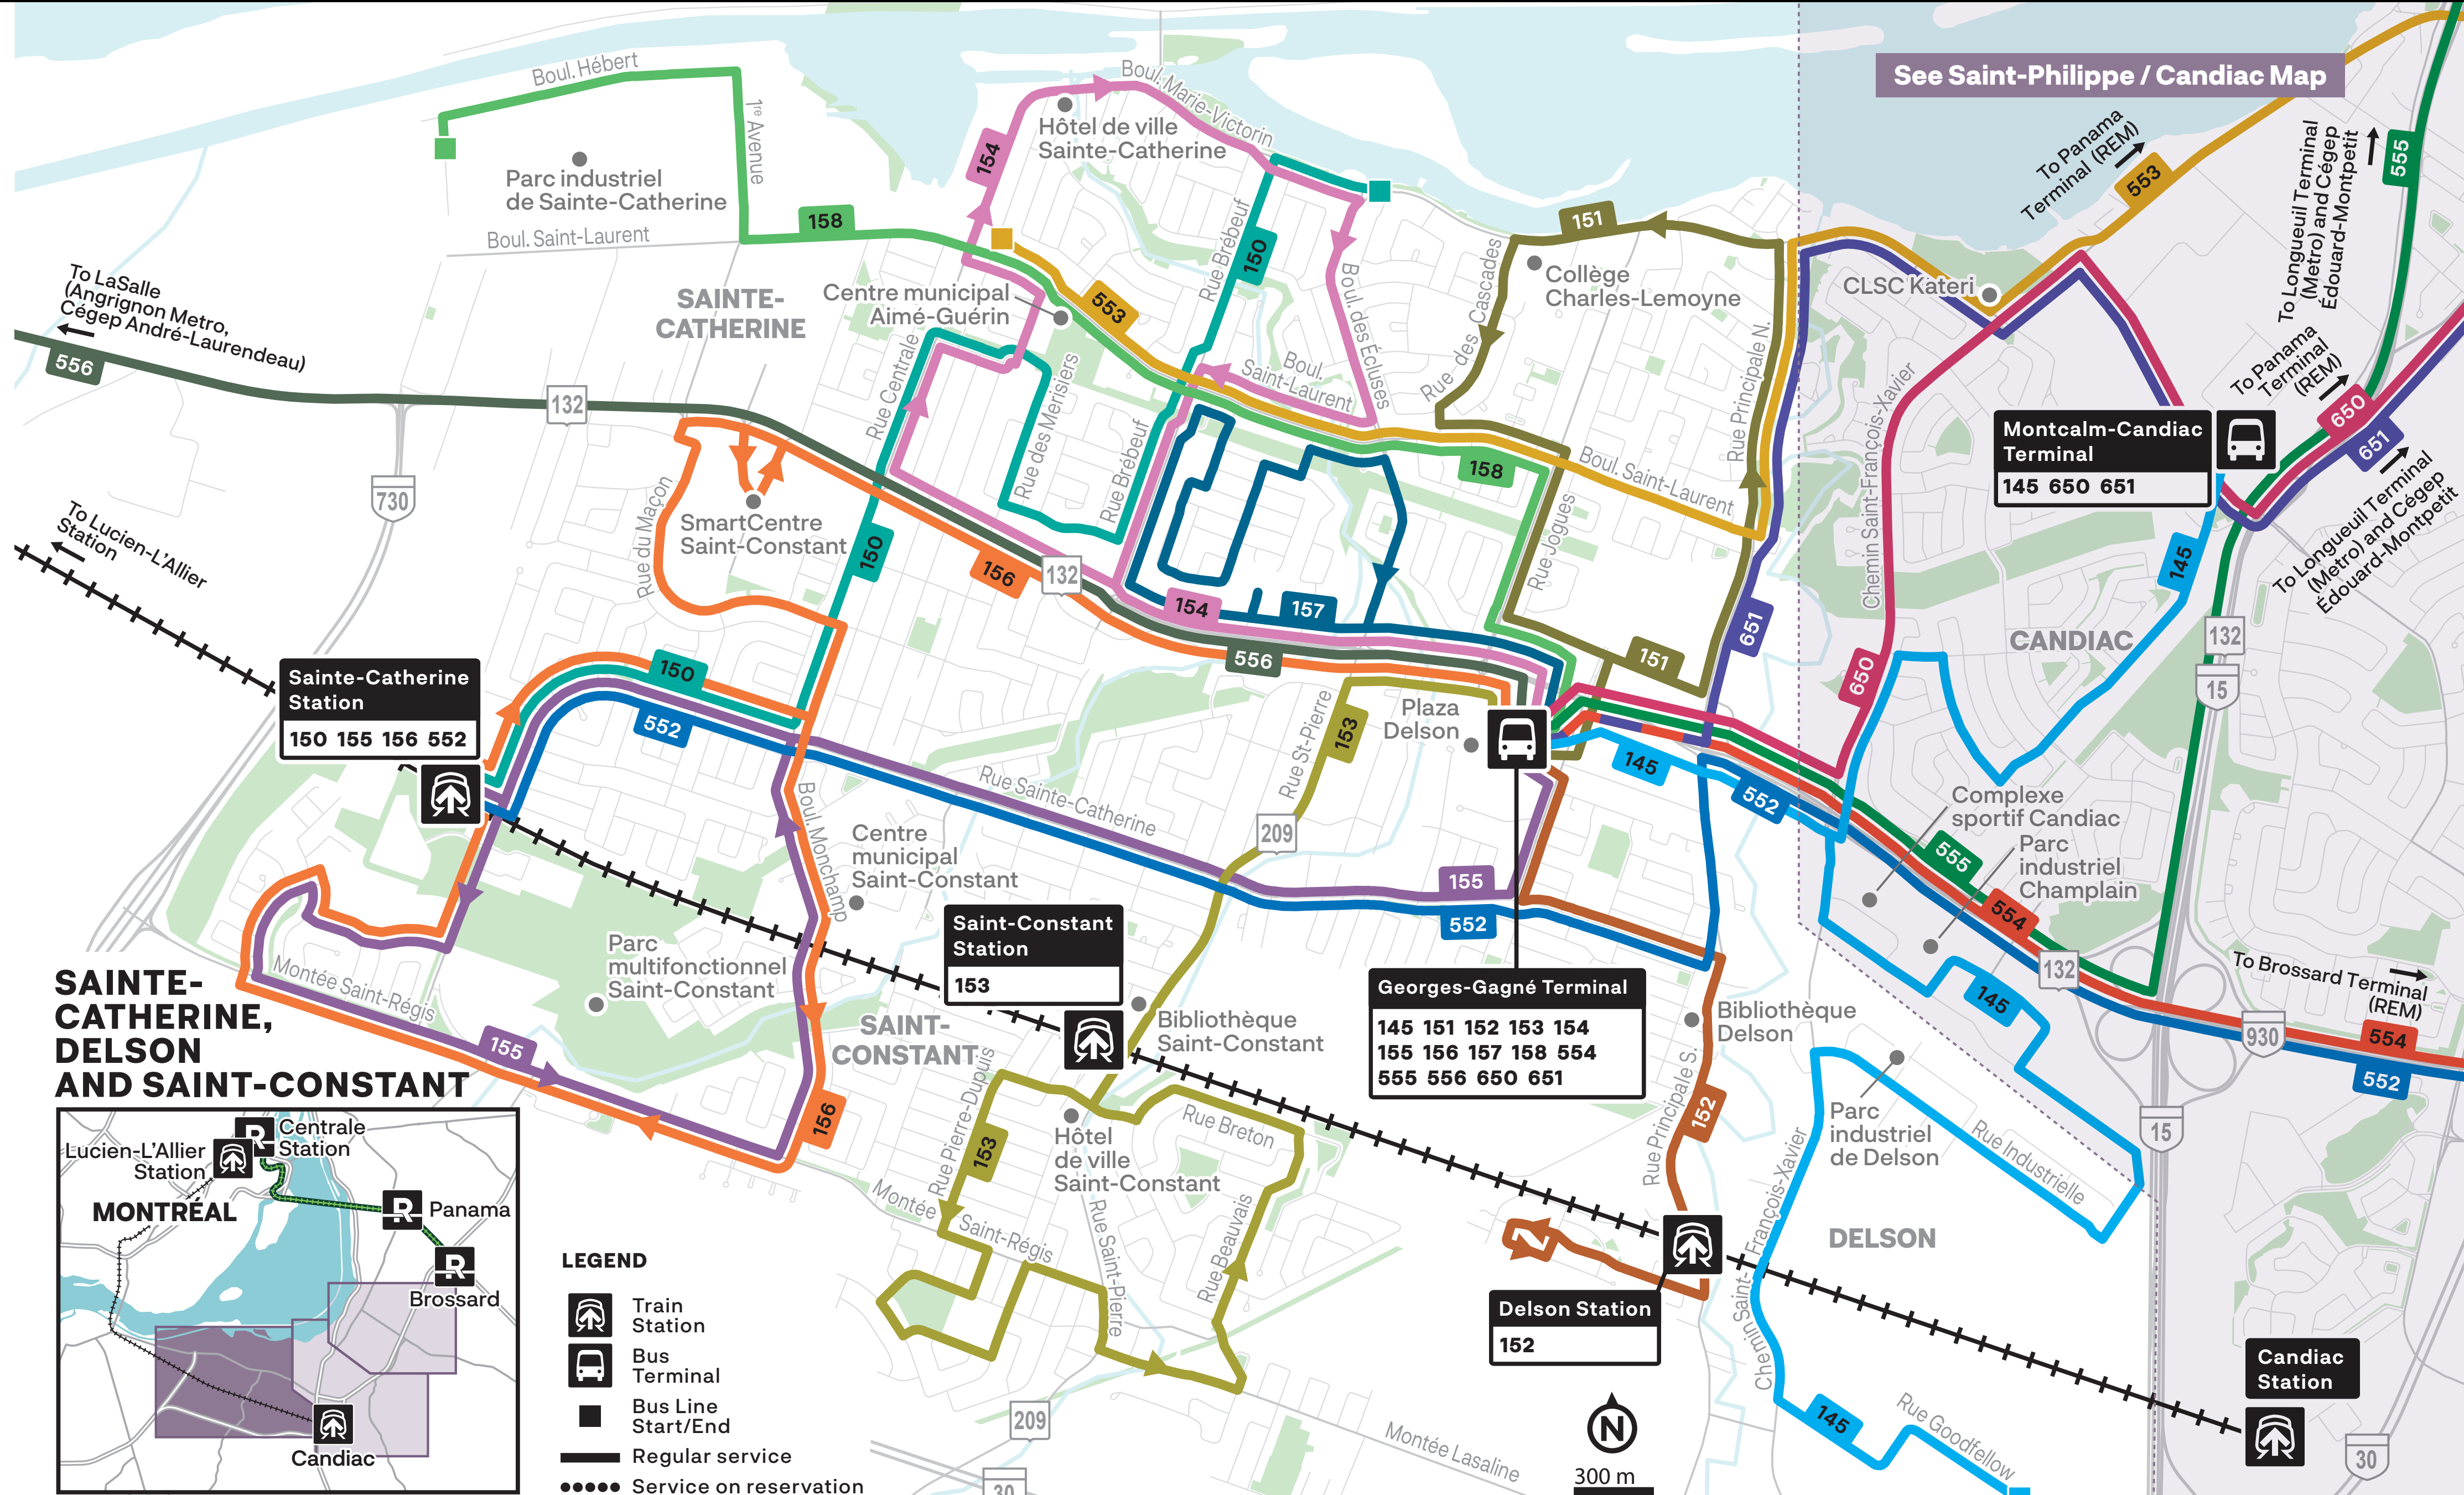 See Saint-Philippe / Candiac Map
Boul. Hébert
1re Avenue
Parc industriel
de Sainte-Catherine
Boul. Saint-Laurent
158
154
Boul. Marie-Victorin
Hôtel de ville
Sainte-Catherine
Rue Brébeuf
150
151
Rue des Cascades
Collège
Charles-Lemoyne
Rue Principale N.
To Panama
Terminal (REM)
553
To Longueuil Terminal
(Metro) and Cégep
Édouard-Montpetit
555
CLSC Kateri
To LaSalle
(Angrignon Metro,
Cégep André-Laurendeau)
556
SAINTE-
CATHERINE
Centre municipal
Aimé-Guérin
553
Boul. des Écluses
Boul.
Saint-Laurent
Rue Centrale
Rue des Merisiers
Rue Brébeuf
132
730
To Lucien-L'Allier
Station
Rue du Maçon
SmartCentre
Saint-Constant
150
156
132
154
157
556
158
Boul. Saint-Laurent
Rue Jogues
151
651
Chemin Saint-François-Xavier
650
To Panama
Terminal
(REM)
650
651
To Longueuil Terminal
(Metro) and Cégep
Édouard-Montpetit
Montcalm-Candiac
Terminal
145 650 651
145
CANDIAC
132
15
Sainte-Catherine
Station
150 155 156 552
150
552
Rue Sainte-Catherine
Rue St-Pierre
153
Plaza
Delson
145
552
209
Boul. Monchamp
Centre
municipal
Saint-Constant
155
552
Complexe
sportif Candiac
Parc
industriel
Champlain
555
554
132
145
To Brossard Terminal
(REM)
930
554
552
15
Saint-Constant
Station
153
Georges-Gagné Terminal
145 151 152 153 154
155 156 157 158 554
555 556 650 651
Parc
multifonctionnel
Saint-Constant
Montée Saint-Régis
155
156
SAINT-
CONSTANT
Bibliothèque
Saint-Constant
Bibliothèque
Delson
Rue Principale S.
152
Parc
industriel
de Delson
Rue Industrielle
Chemin Saint-François-Xavier
DELSON
Rue Pierre-Dupuis
153
Hôtel
de ville
Saint-Constant
Rue Breton
Montée Saint-Régis
Rue Saint-Pierre
Rue Beauvais
Delson Station
152
Candiac
Station
145
Rue Goodfellow
Montée Lasaline
209
30
30
N
300 m
SAINTE-
CATHERINE,
DELSON
AND SAINT-CONSTANT
Centrale
Station
Lucien-L'Allier
Station
MONTRÉAL
R
R
Panama
R
Brossard
Candiac
LEGEND
Train
Station
Bus
Terminal
Bus Line
Start/End
Regular service
Service on reservation